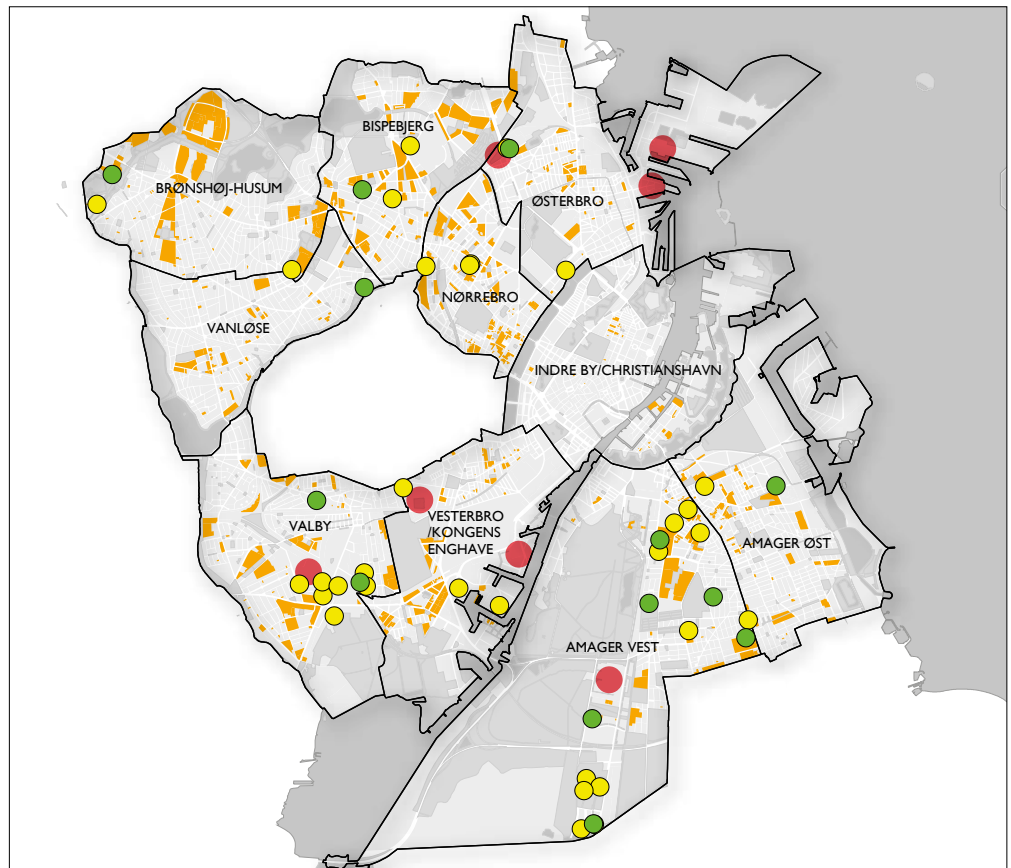 BISPEBJERG
BRØNSHØJ-HUSUM
ØSTERBRO
NØRREBRO
VANLØSE
INDRE BY/CHRISTIANSHAVN
VESTERBRO
/KONGENS
ENGHAVE
VALBY
AMAGER ØST
AMAGER VEST